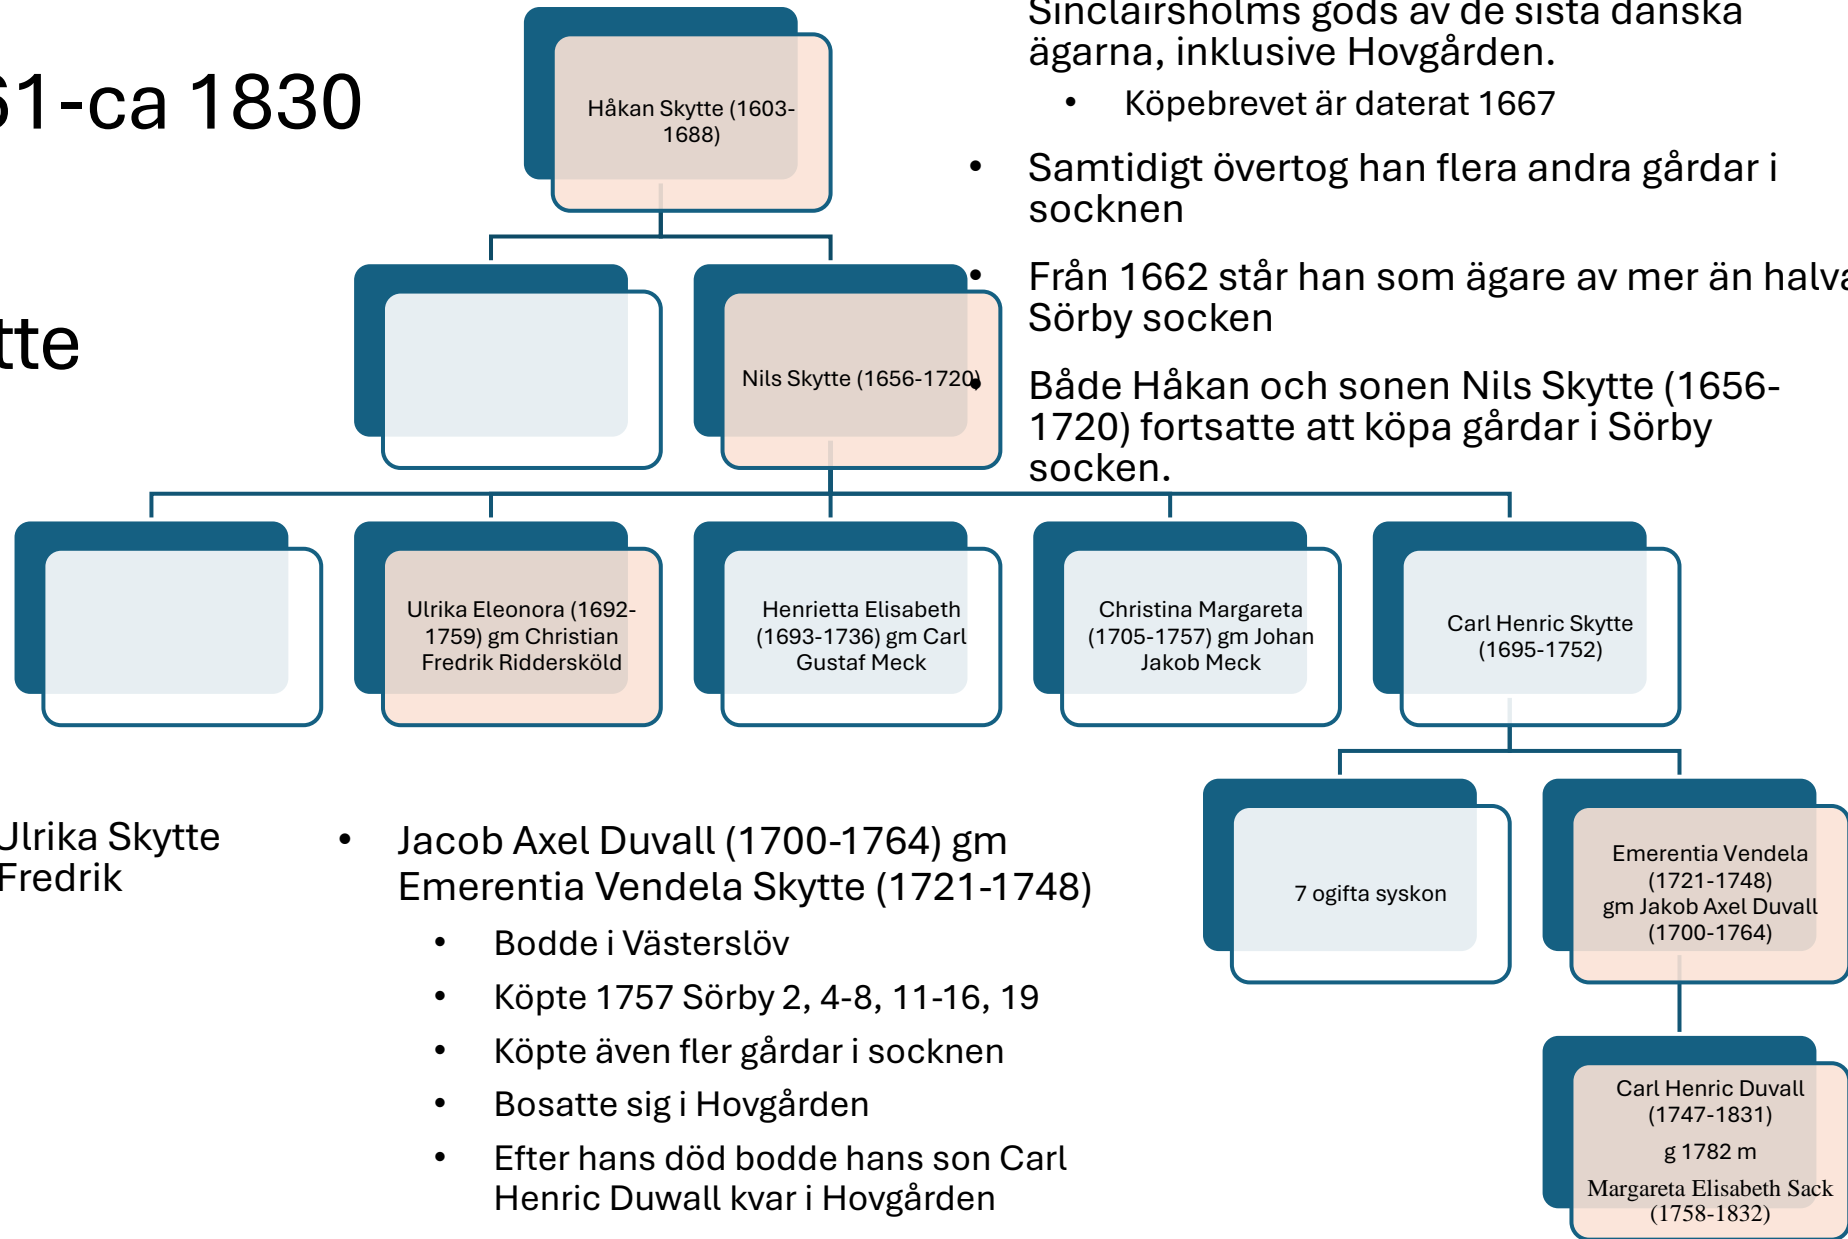 61-ca 1830
tte
Sinclairsholms gods av de sista danska
ägarna, inklusive Hovgården.
• Köpebrevet är daterat 1667
• Samtidigt övertog han flera andra gårdar i
socknen
• Från 1662 står han som ägare av mer än halva
Sörby socken
• Både Håkan och sonen Nils Skytte (1656-
1720) fortsatte att köpa gårdar i Sörby
socken.
Håkan Skytte (1603-
1688)
Nils Skytte (1656-1720)
Ulrika Eleonora (1692-
1759) gm Christian
Fredrik Riddersköld
Henrietta Elisabeth
(1693-1736) gm Carl
Gustaf Meck
Christina Margareta
(1705-1757) gm Johan
Jakob Meck
Carl Henric Skytte
(1695-1752)
7 ogifta syskon
Emerentia Vendela
(1721-1748)
gm Jakob Axel Duvall
(1700-1764)
Carl Henric Duvall
(1747-1831)
g 1782 m
Margareta Elisabeth Sack
(1758-1832)
Ulrika Skytte
Fredrik
• Jacob Axel Duvall (1700-1764) gm
Emerentia Vendela Skytte (1721-1748)
• Bodde i Västerslöv
• Köpte 1757 Sörby 2, 4-8, 11-16, 19
• Köpte även fler gårdar i socknen
• Bosatte sig i Hovgården
• Efter hans död bodde hans son Carl
Henric Duwall kvar i Hovgården